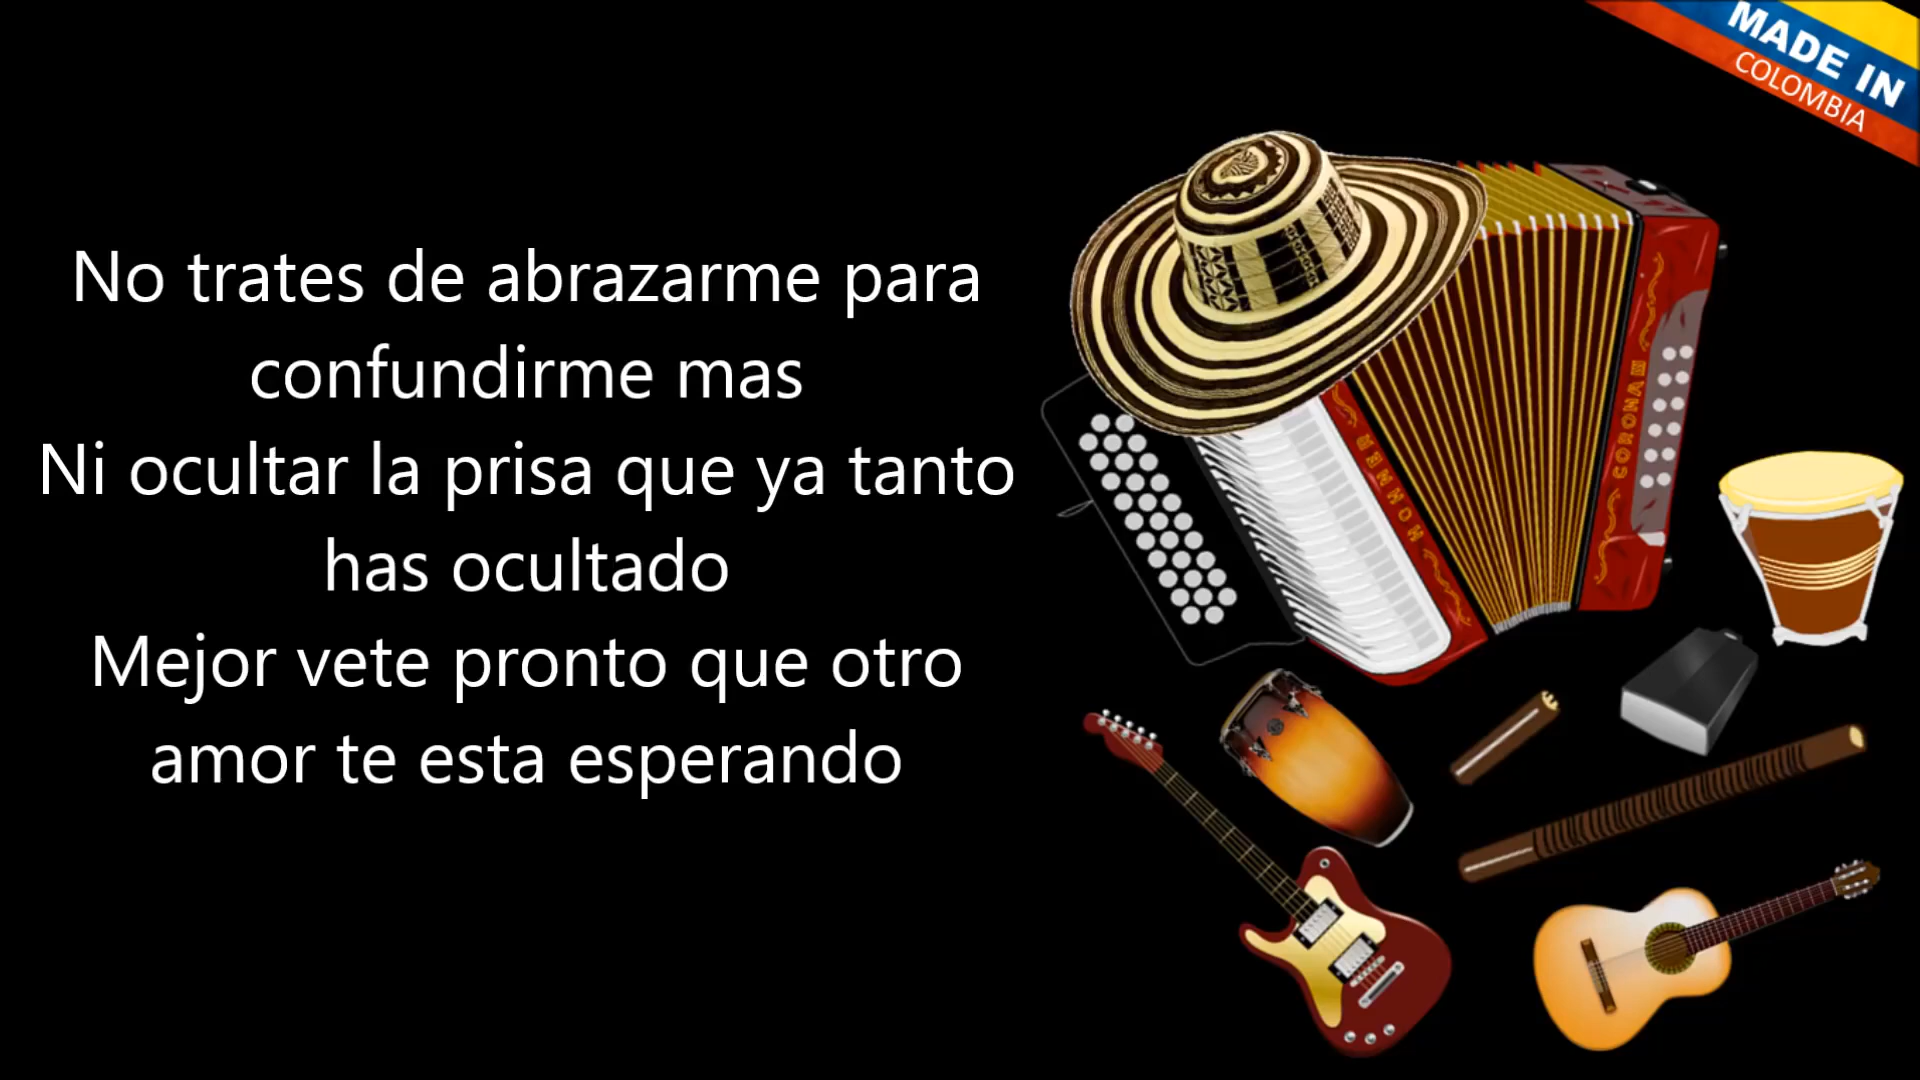 No trates de abrazarme para
confundirme mas
Ni ocultar la prisa que ya tanto
has ocultado
Mejor vete pronto que otro
amor te esta esperando
MADE IN
COLOMBIA
HOHNER
CORONA III